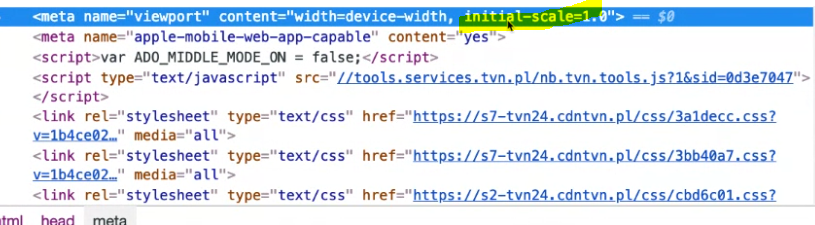 <meta name="viewport" content="width=device-width, initial-scale=1.0"> == $0
<meta name="apple-mobile-web-app-capable" content="yes">
<script>var ADO_MIDDLE_MODE_ON = false;</script>
<script type="text/javascript" src="//tools.services.tvn.pl/nb.tvn.tools.js?1&sid=0d3e7047">
</script>
<link rel="stylesheet" type="text/css" href="https://s7-tvn24.cdntvn.pl/css/3a1decc.css?
v=1b4ce02…" media="all">
<link rel="stylesheet" type="text/css" href="https://s7-tvn24.cdntvn.pl/css/3bb40a7.css?
v=1b4ce02…" media="all">
<link rel="stylesheet" type="text/css" href="https://s2-tvn24.cdntvn.pl/css/cbd6c01.css?
html head meta